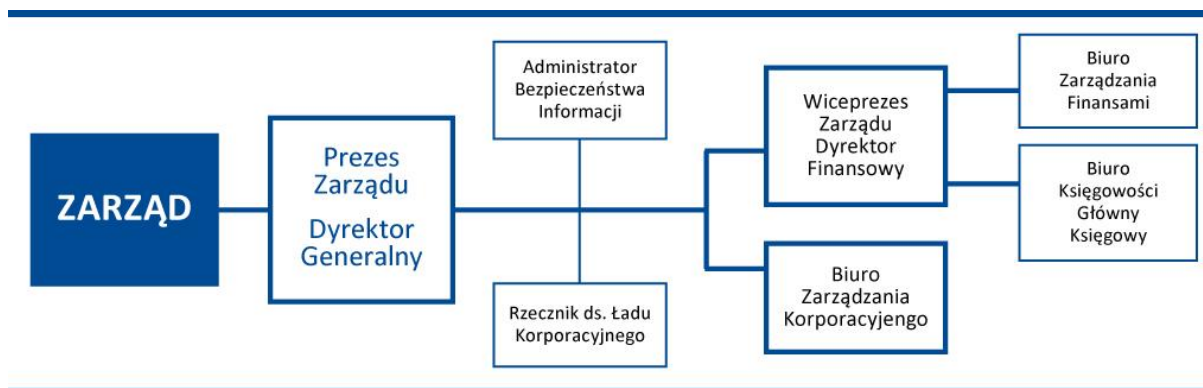 ZARZĄD
Prezes
Zarządu
Dyrektor
Generalny
Administrator
Bezpieczeństwa
Informacji
Rzecznik ds. Ładu
Korporacyjnego
Wiceprezes
Zarządu
Dyrektor
Finansowy
Biuro
Zarządzania
Korporacyjengo
Biuro
Zarządzania
Finansami
Biuro
Księgowości
Główny
Księgowy